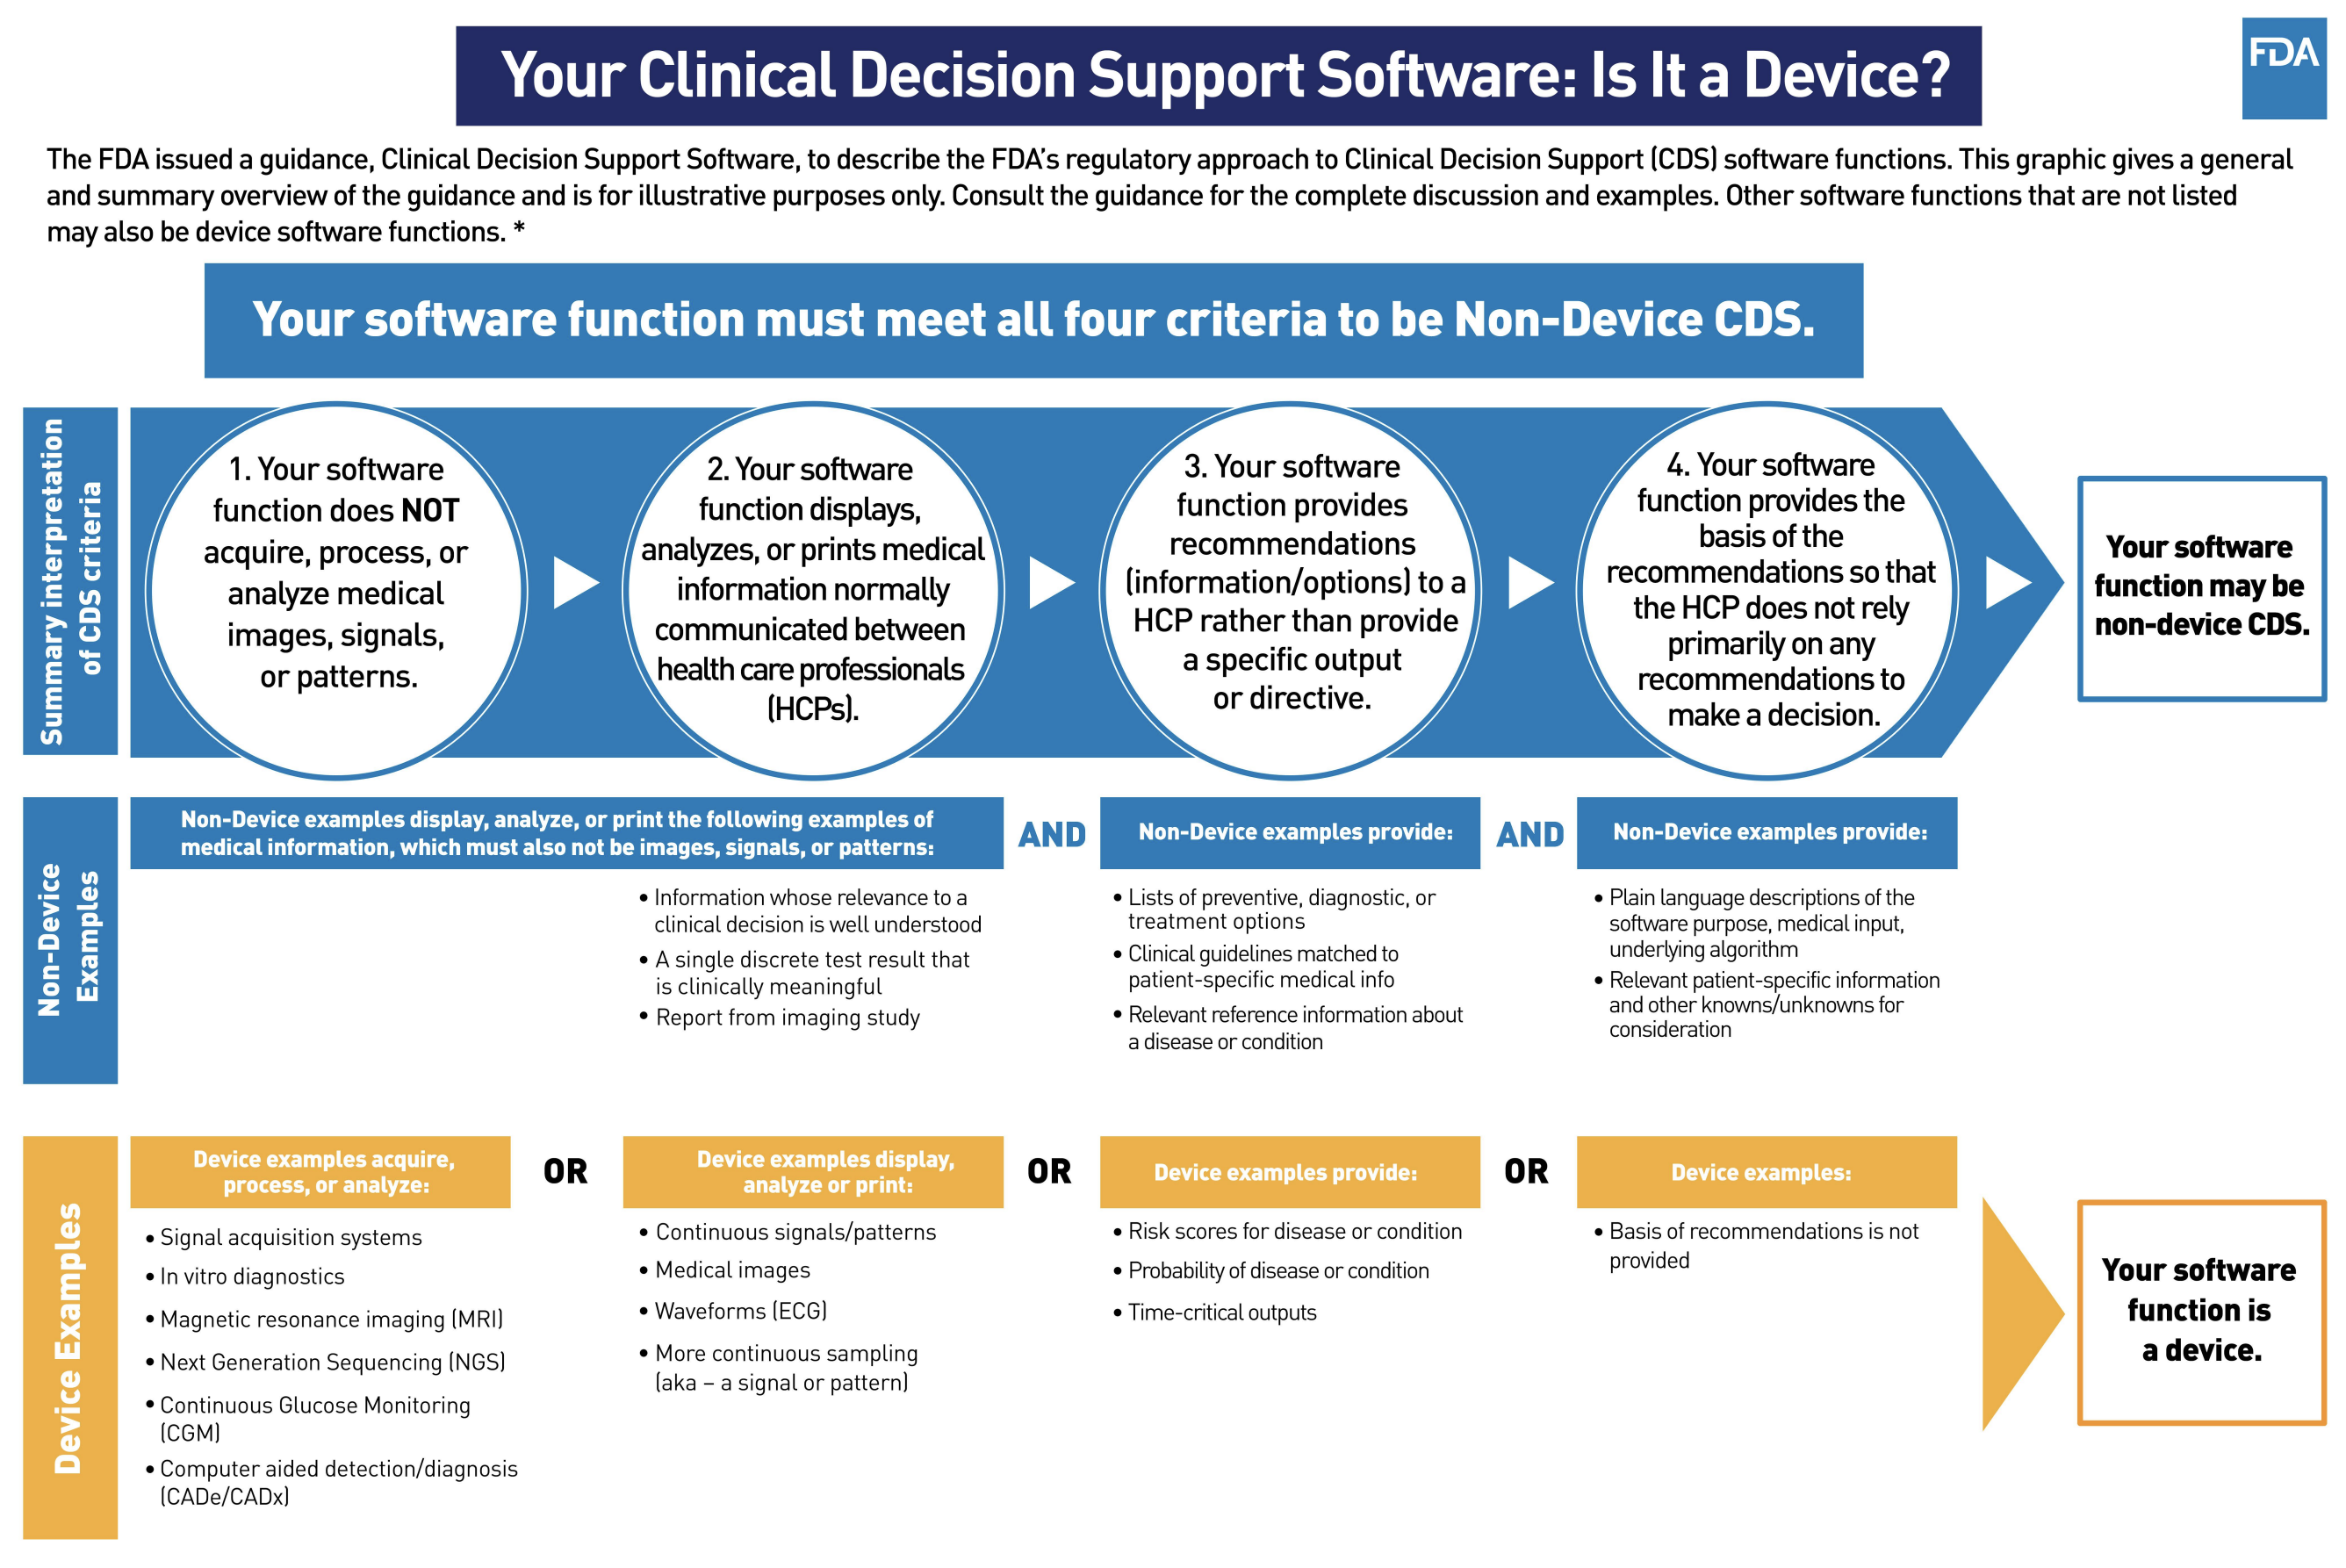 Your Clinical Decision Support Software: Is It a Device?
FDA
The FDA issued a guidance, Clinical Decision Support Software, to describe the FDA's regulatory approach to Clinical Decision Support (CDS) software functions. This graphic gives a general
and summary overview of the guidance and is for illustrative purposes only. Consult the guidance for the complete discussion and examples. Other software functions that are not listed
may also be device software functions. *
Your software function must meet all four criteria to be Non-Device CDS.
Summary interpretation
of CDS criteria
1. Your software
function does NOT
acquire, process, or
analyze medical
images, signals,
or patterns.
2. Your software
function displays,
analyzes, or prints medical
information normally
communicated between
health care professionals
(HCPs).
3. Your software
function provides
recommendations
(information/options) to a
HCP rather than provide
a specific output
or directive.
4. Your software
function provides the
basis of the
recommendations so that
the HCP does not rely
primarily on any
recommendations to
make a decision.
Your software
function may be
non-device CDS.
Non-Device
Examples
Non-Device examples display, analyze, or print the following examples of
medical information, which must also not be images, signals, or patterns:
• Information whose relevance to a
clinical decision is well understood
• A single discrete test result that
is clinically meaningful
• Report from imaging study
AND
Non-Device examples provide:
• Lists of preventive, diagnostic, or
treatment options
• Clinical guidelines matched to
patient-specific medical info
• Relevant reference information about
a disease or condition
AND
Non-Device examples provide:
• Plain language descriptions of the
software purpose, medical input,
underlying algorithm
• Relevant patient-specific information
and other knowns/unknowns for
consideration
Device Examples
Device examples acquire,
process, or analyze:
• Signal acquisition systems
• In vitro diagnostics
• Magnetic resonance imaging (MRI)
• Next Generation Sequencing (NGS)
• Continuous Glucose Monitoring
(CGM)
• Computer aided detection/diagnosis
(CADe/CADx)
OR
Device examples display,
analyze or print:
• Continuous signals/patterns
• Medical images
• Waveforms (ECG)
• More continuous sampling
(aka – a signal or pattern)
OR
Device examples provide:
• Risk scores for disease or condition
• Probability of disease or condition
• Time-critical outputs
OR
Device examples:
• Basis of recommendations is not
provided
Your software
function is
a device.